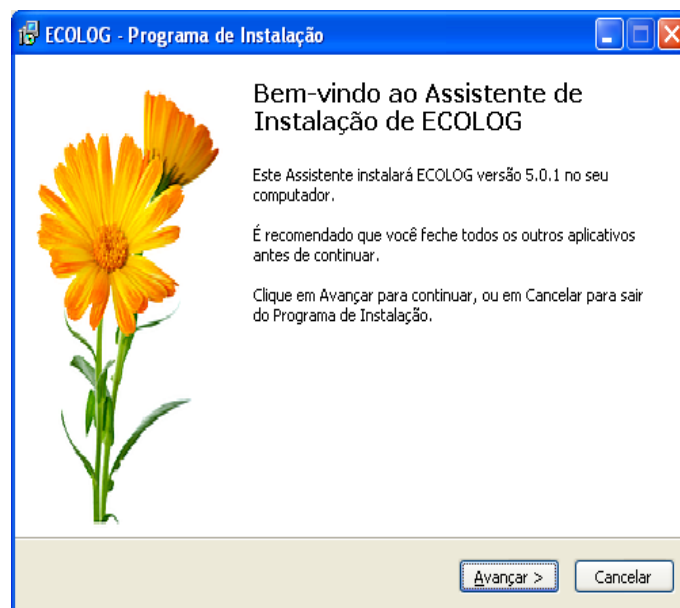 ECOLOG - Programa de Instalação
Bem-vindo ao Assistente de
Instalação de ECOLOG
Este Assistente instalará ECOLOG versão 5.0.1 no seu
computador.
É recomendado que você feche todos os outros aplicativos
antes de continuar.
Clique em Avançar para continuar, ou em Cancelar para sair
do Programa de Instalação.
Avançar >
Cancelar